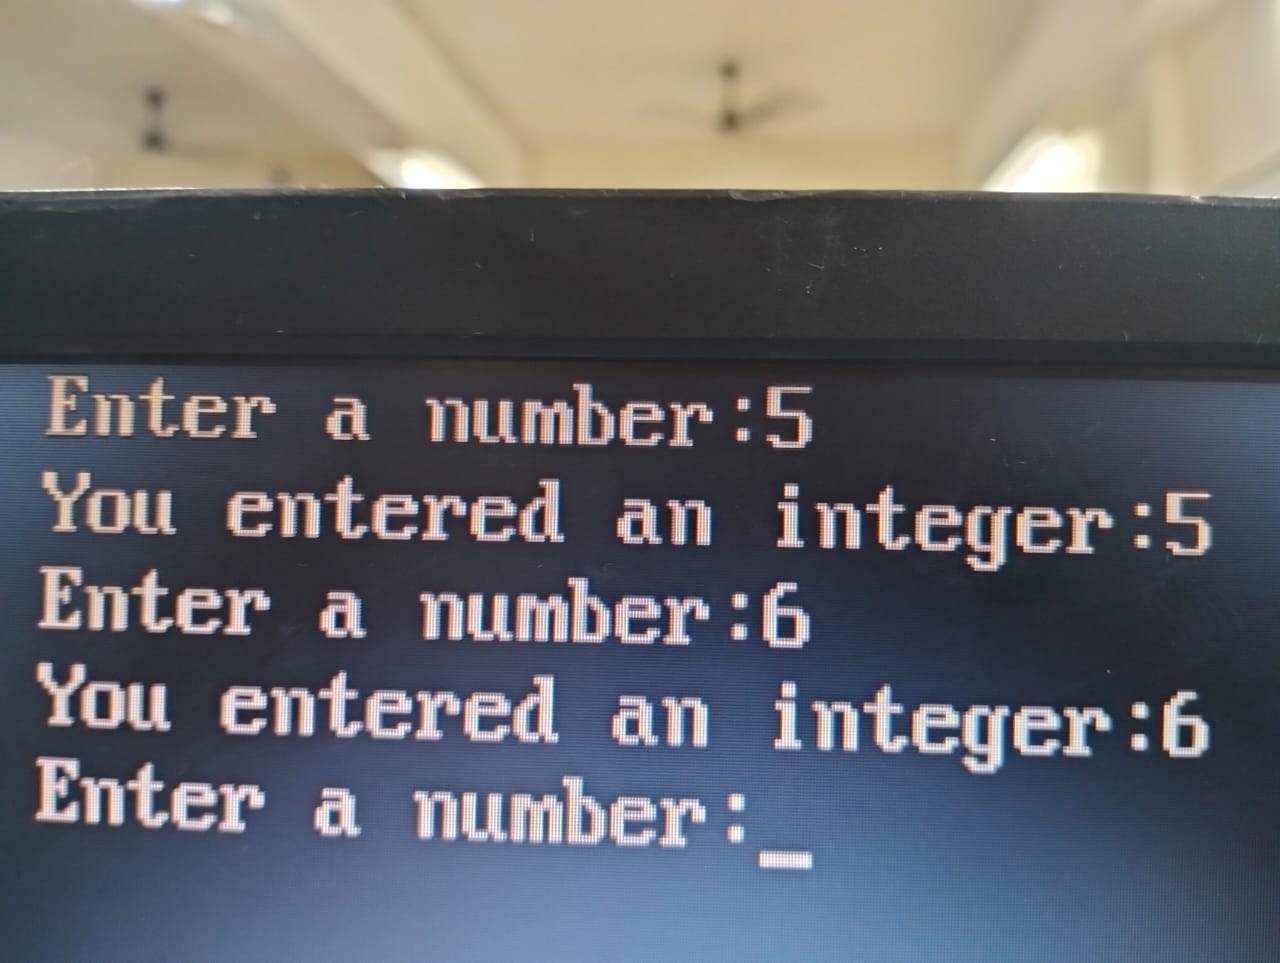 Enter a number:5
You entered an integer:5
Enter a number:6
You entered an integer:6
Enter a number:_